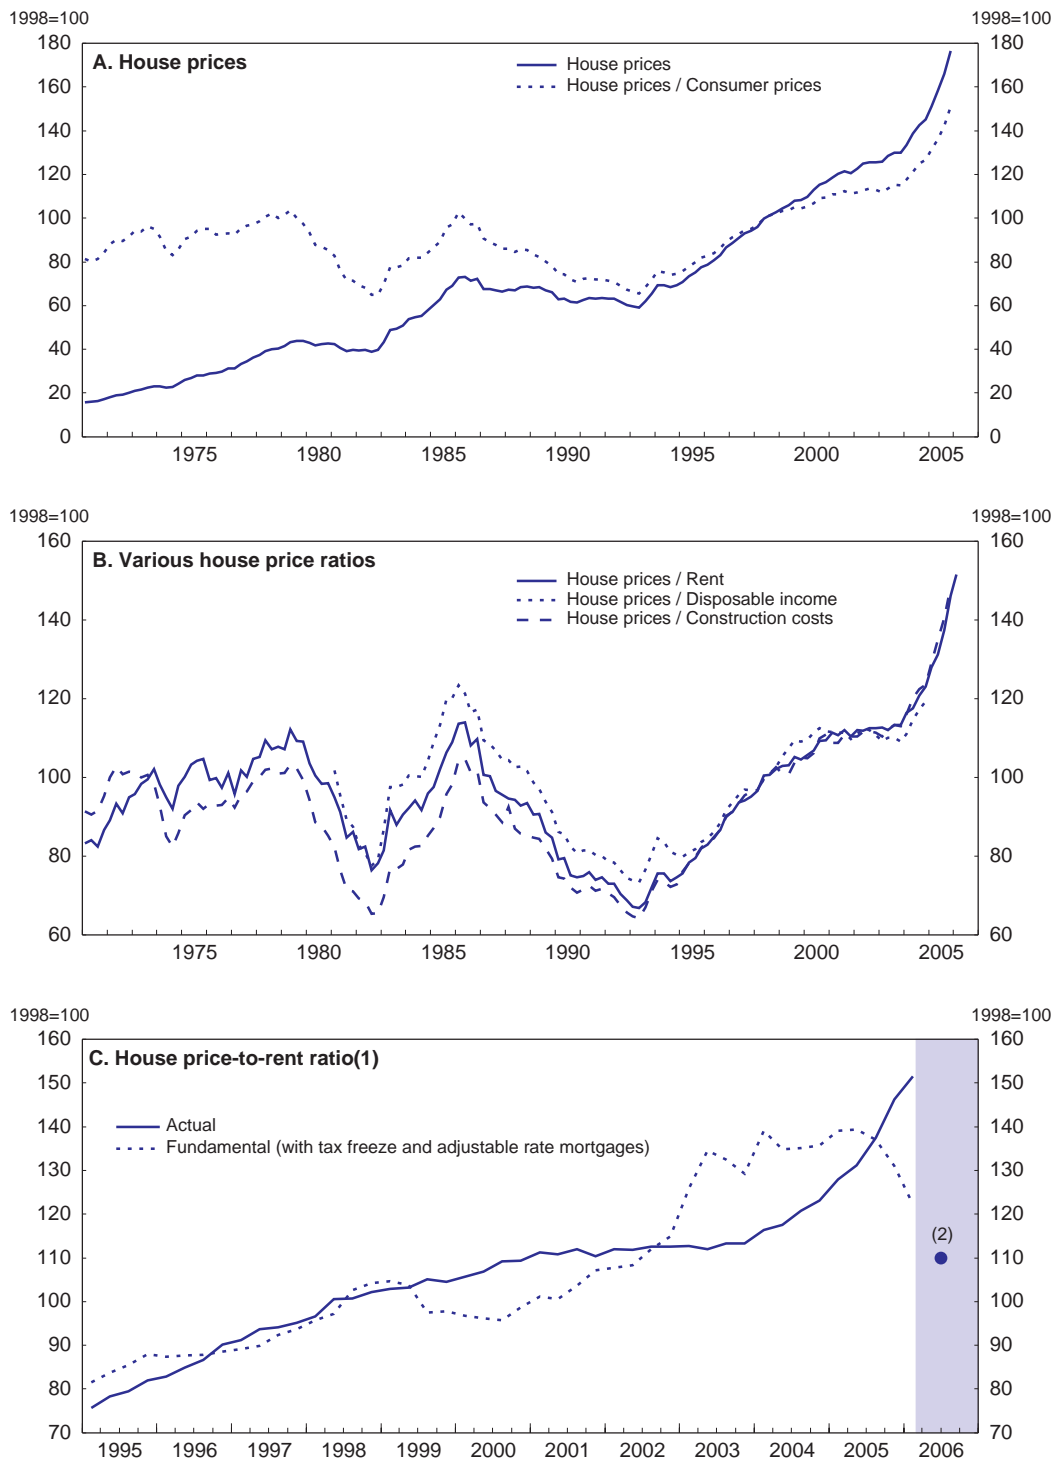 1998=100 1998=100
180 180
A. House prices
House prices
House prices / Consumer prices
160 160
140 140
120 120
100 100
80 80
60 60
40 40
20 20
0 0
1975 1980 1985 1990 1995 2000 2005
1998=100 1998=100
160 160
B. Various house price ratios
House prices / Rent
House prices / Disposable income
House prices / Construction costs
140 140
120 120
100 100
80 80
60 60
1975 1980 1985 1990 1995 2000 2005
1998=100 1998=100
160 160
C. House price-to-rent ratio(1)
150 150
Actual
140 140
Fundamental (with tax freeze and adjustable rate mortgages)
130 130
120 120
(2)
110 110
100 100
90 90
80 80
70 70
1995 1996 1997 1998 1999 2000 2001 2002 2003 2004 2005 2006